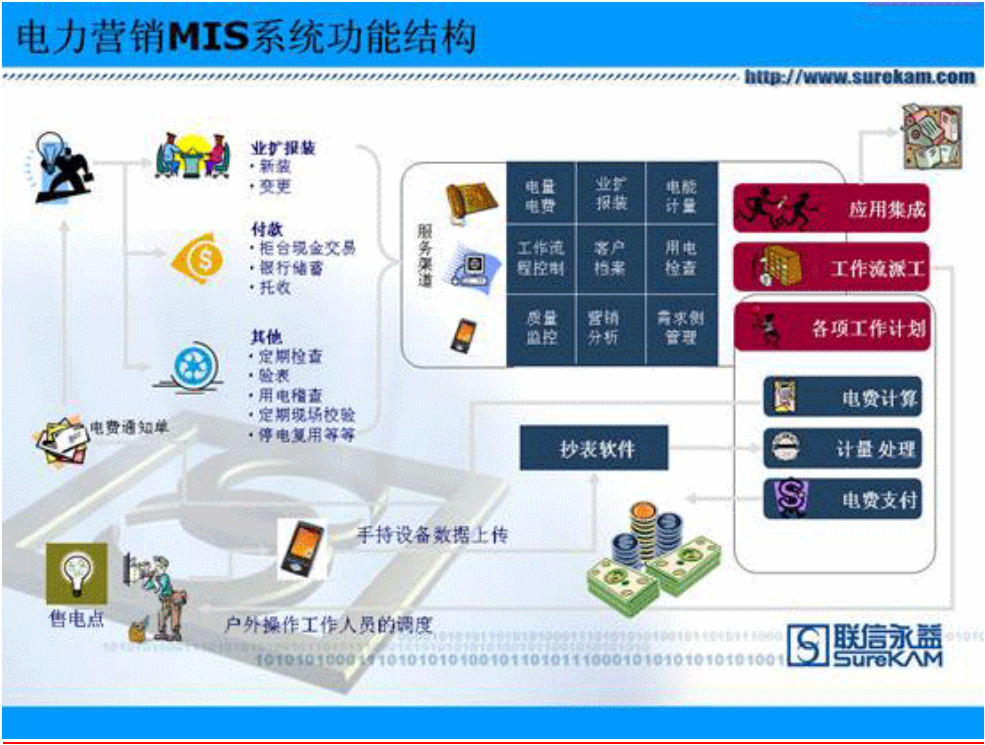 电力营销MIS系统功能结构
http://www.surekam.com
业扩报装
·新装
·变更
付款
·柜台现金交易
·银行储蓄
·托收
其他
·定期检查
·验表
·用电稽查
·定期现场校验
·停电复用等等
电费通知单
服务渠道
电量
电费
业扩
报装
电能
计量
工作流
程控制
客户
档案
用电
检查
质量
监控
营销
分析
需求侧
管理
应用集成
工作流派工
各项工作计划
电费计算
计量处理
电费支付
抄表软件
手持设备数据上传
售电点
户外操作工作人员的调度
联信永益
SureKAM